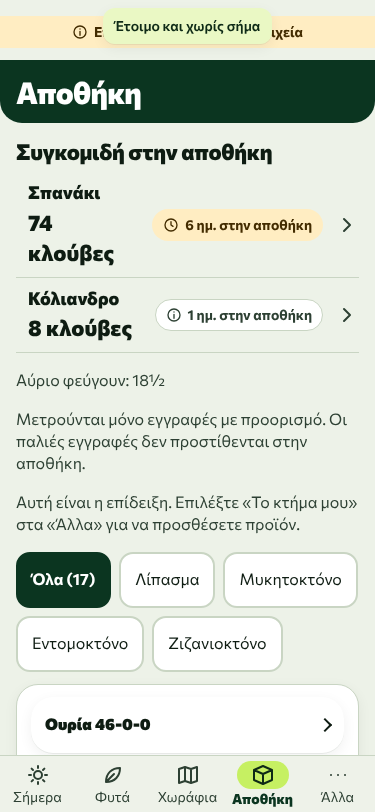 Έτοιμο και χωρίς σήμα
Αποθήκη
Συγκομιδή στην αποθήκη
Σπανάκι
74
κλούβες
6 ημ. στην αποθήκη
Κόλιανδρο
8 κλούβες
1 ημ. στην αποθήκη
Αύριο φεύγουν: 18½
Μετρούνται μόνο εγγραφές με προορισμό. Οι
παλιές εγγραφές δεν προστίθενται στην
αποθήκη.
Αυτή είναι η επίδειξη. Επιλέξτε «Το κτήμα μου»
στα «Άλλα» για να προσθέσετε προϊόν.
Όλα (17)
Λίπασμα
Μυκητοκτόνο
Εντομοκτόνο
Ζιζανιοκτόνο
Ουρία 46-0-0
Σήμερα
Φυτά
Χωράφια
Αποθήκη
Άλλα